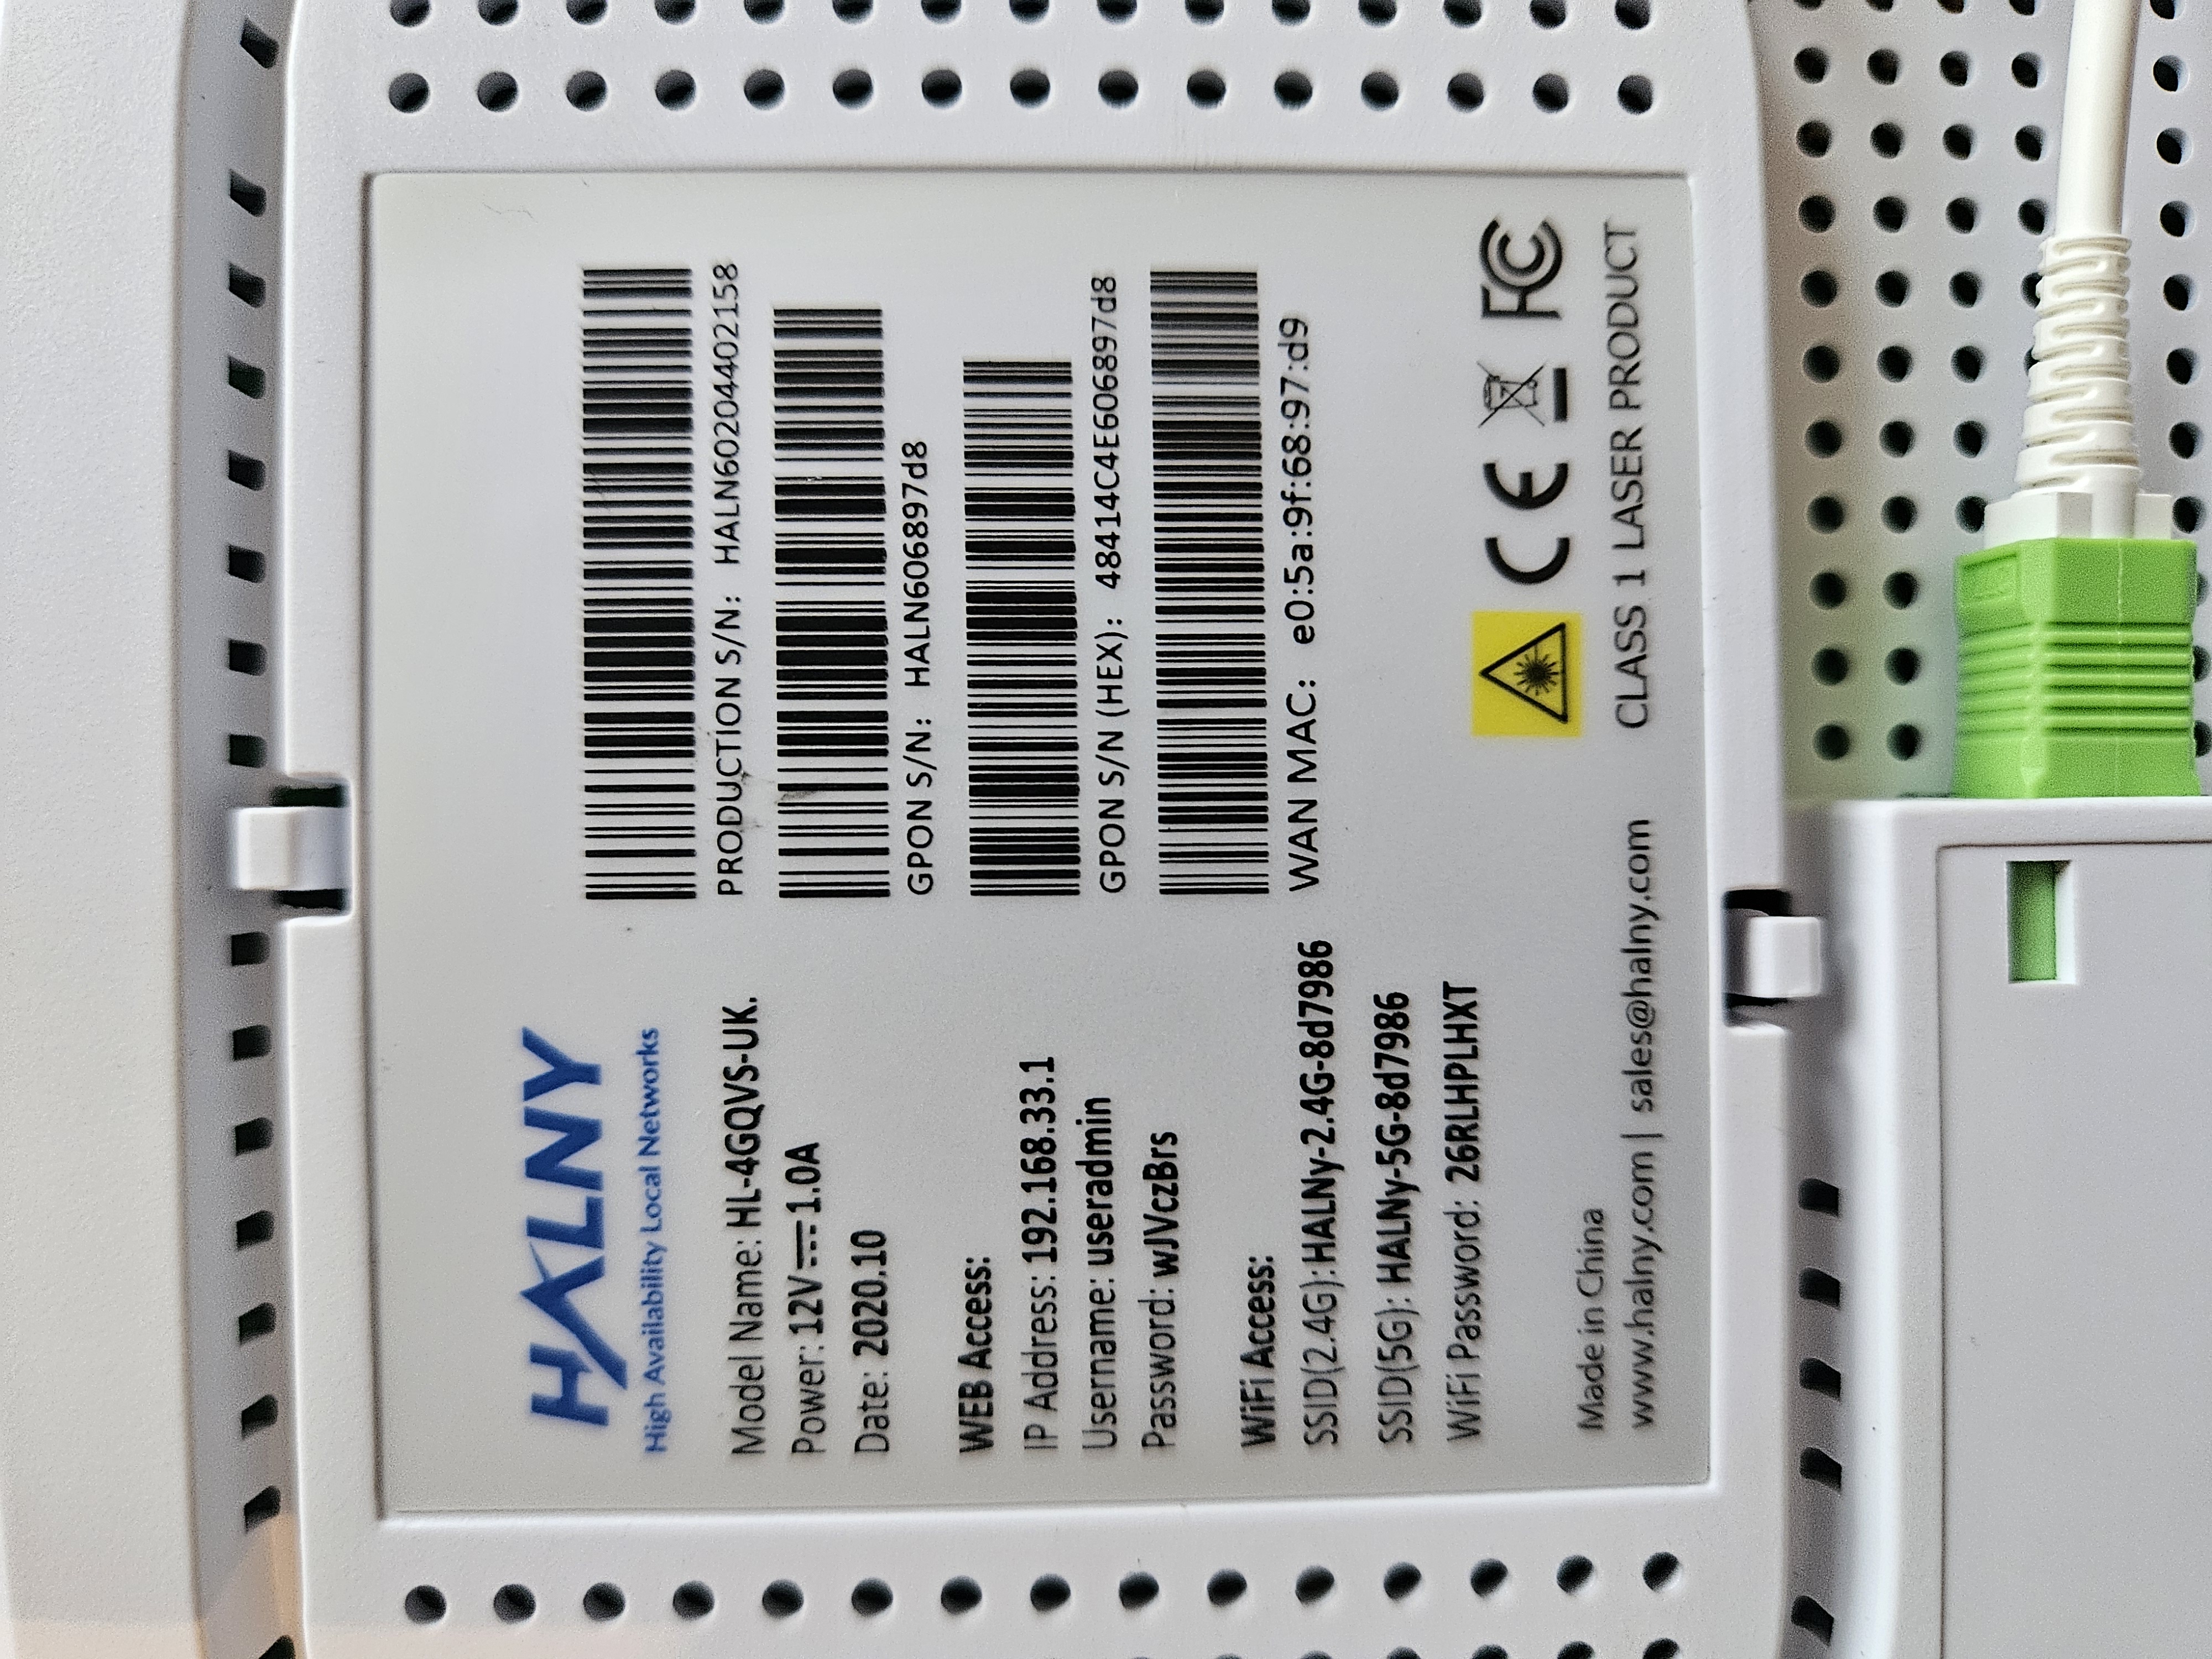 HALNY
High Availability Local Networks
Model Name: HL-4GQVS-UK.
Power: 12V⎓1.0A
Date: 2020.10
WEB Access:
IP Address: 192.168.33.1
Username: useradmin
Password: wJVczBrs
WiFi Access:
SSID(2.4G):HALNy-2.4G-8d7986
SSID(5G): HALNy-5G-8d7986
WiFi Password: 26RLHPLHXT
Made in China
www.halny.com | sales@halny.com
PRODUCTION S/N: HALN60204402158
GPON S/N: HALN606897d8
GPON S/N (HEX): 48414C4E606897d8
WAN MAC: e0:5a:9f:68:97:d9
CE FC
CLASS 1 LASER PRODUCT